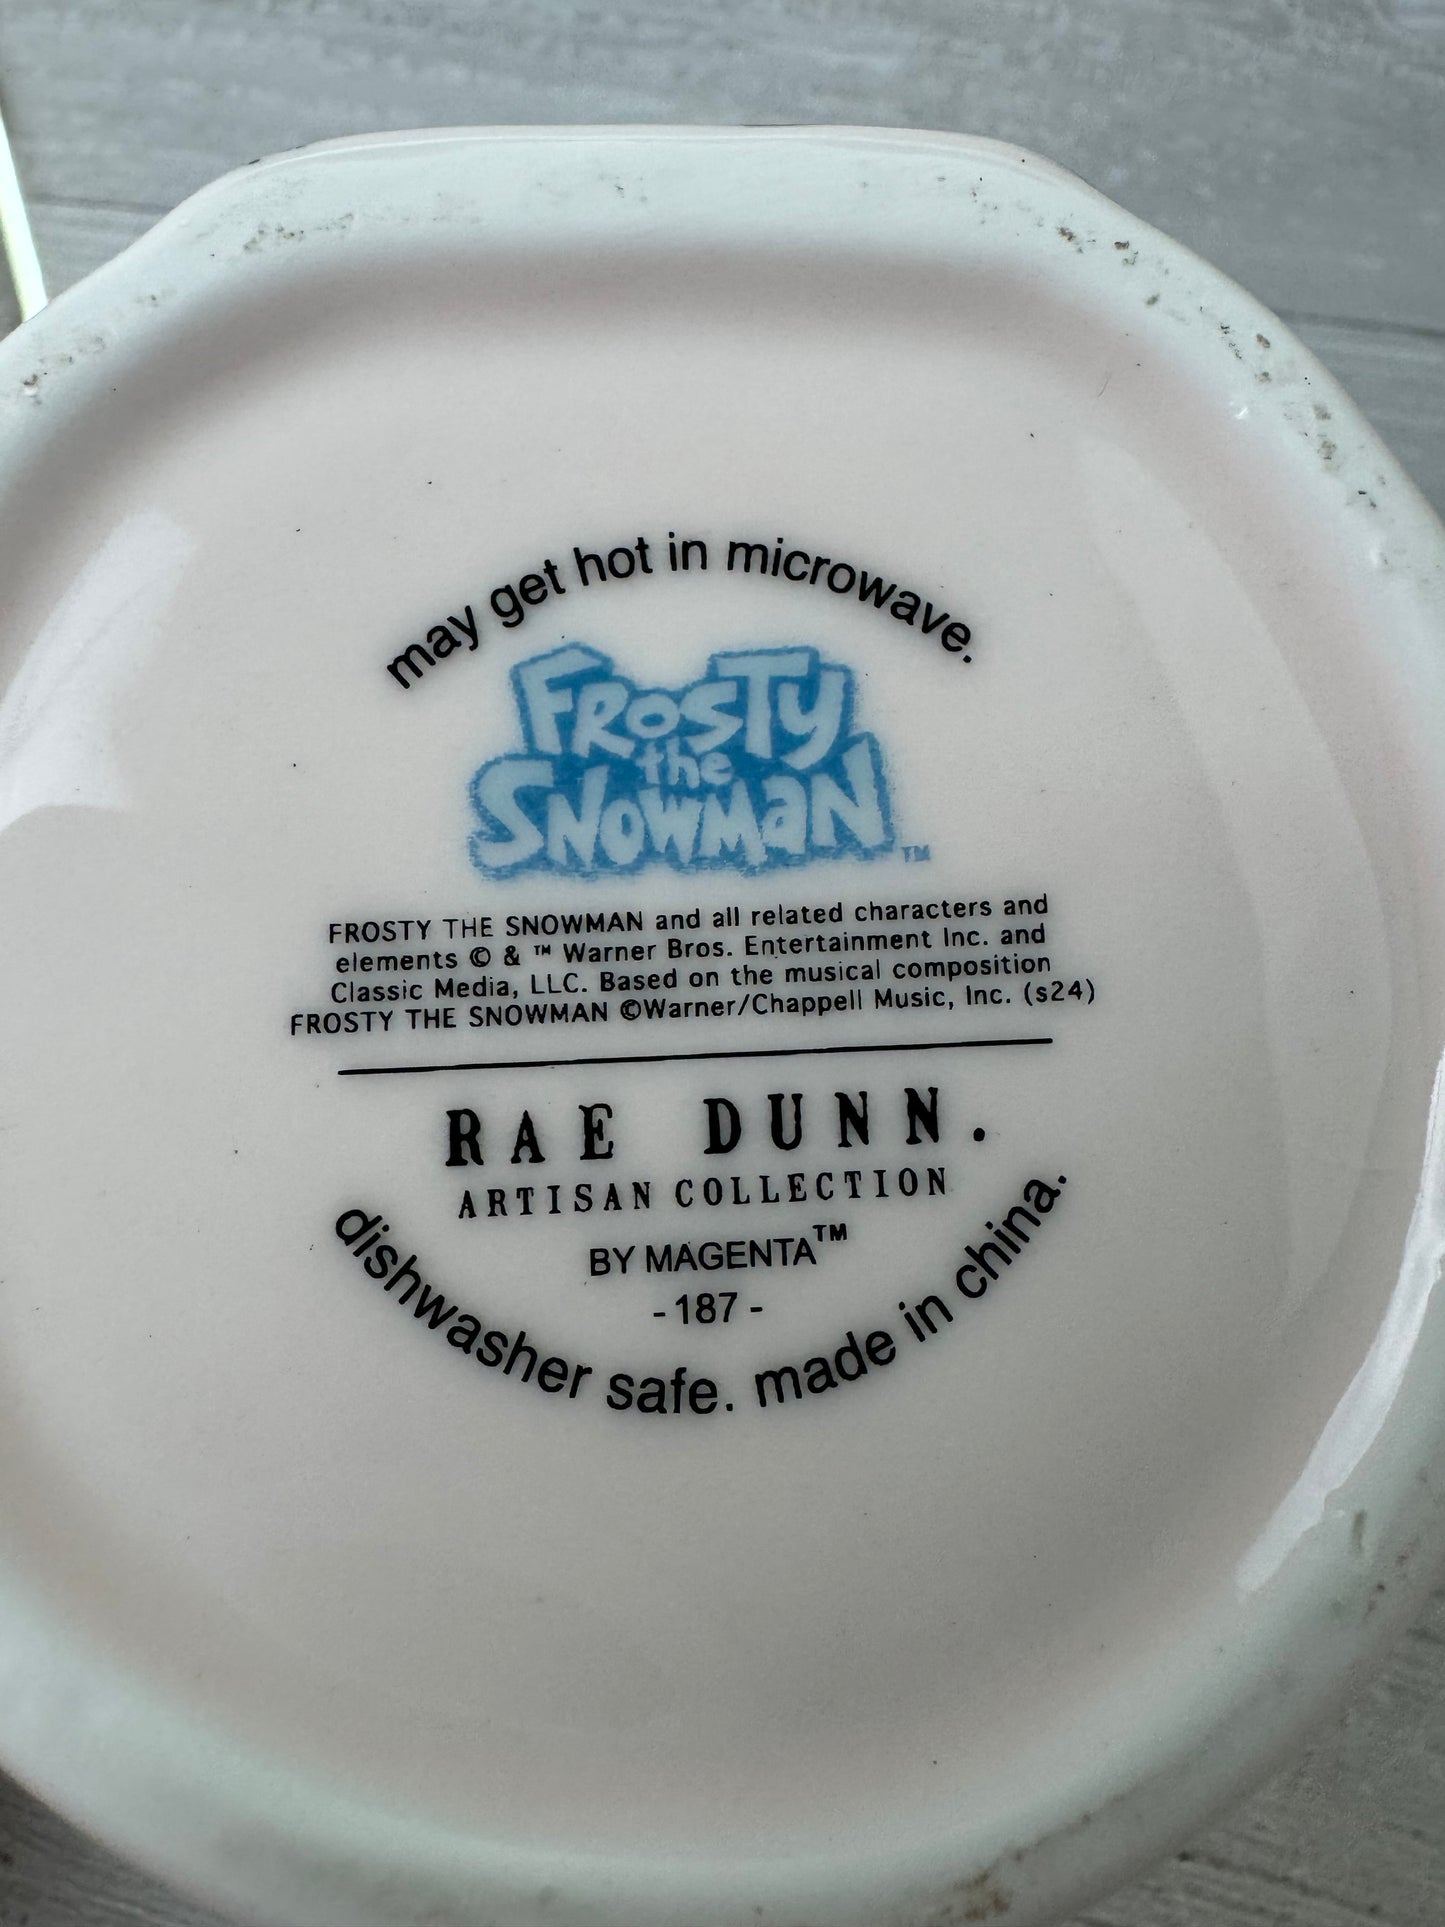 may get hot in microwave.
FROSTY
the
SNOWMAN™
FROSTY THE SNOWMAN and all related characters and
elements © & ™ Warner Bros. Entertainment Inc. and
Classic Media, LLC. Based on the musical composition
FROSTY THE SNOWMAN ©Warner/Chappell Music, Inc. (s24)
RAE DUNN.
ARTISAN COLLECTION
BY MAGENTA™
- 187 -
dishwasher safe. made in china.